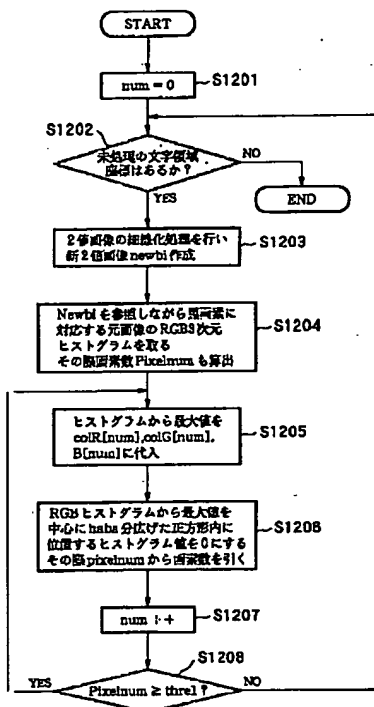 START
num = 0
S1201
S1202
未処理の文字領域
座標はあるか？
NO
YES
END
2値画像の細線化処理を行い
新2値画像newbi作成
S1203
Newbiを参照しながら黒画素に
対応する元画像のRGB3次元
ヒストグラムを取る
その際画素数Pixelnumも算出
S1204
ヒストグラムから最大値を
colR[num],colG[num],
B[num]に代入
S1205
RGBヒストグラムから最大値を
中心にhaba分広げた正方形内に
位置するヒストグラム値を0にする
その際pixelnumから画素数を引く
S1206
num ++
S1207
S1208
YES
Pixelnum ≥ thre1？
NO